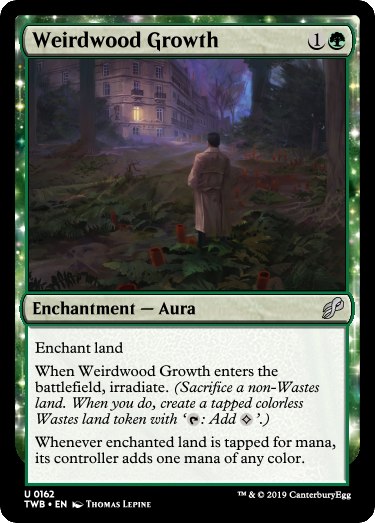 Weirdwood Growth 1
Enchantment — Aura
Enchant land
When Weirdwood Growth enters the
battlefield, irradiate. (Sacrifice a non-Wastes
land. When you do, create a tapped colorless
Wastes land token with ‘: Add ’.)
Whenever enchanted land is tapped for mana,
its controller adds one mana of any color.
U 0162
TWB • EN Thomas Lepine
™ & © 2019 CanterburyEgg